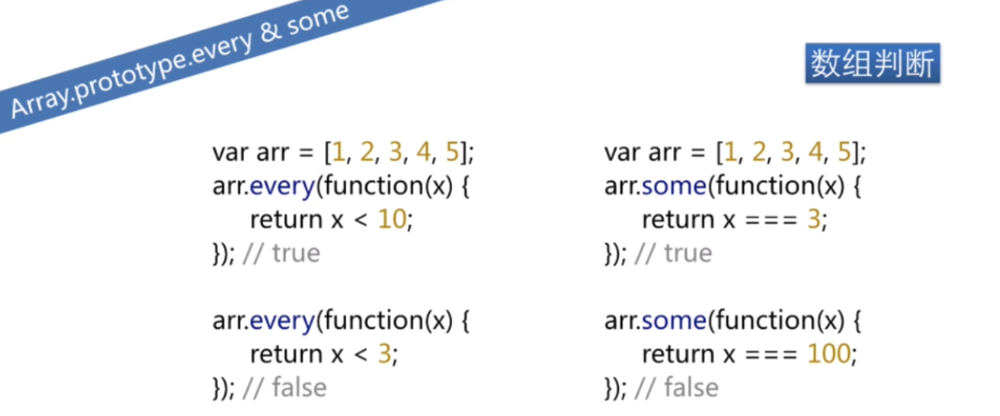 Array.prototype.every & some
数组判断
var arr = [1, 2, 3, 4, 5];
arr.every(function(x) {
return x < 10;
}); // true
arr.every(function(x) {
return x < 3;
}); // false
var arr = [1, 2, 3, 4, 5];
arr.some(function(x) {
return x === 3;
}); // true
arr.some(function(x) {
return x === 100;
}); // false